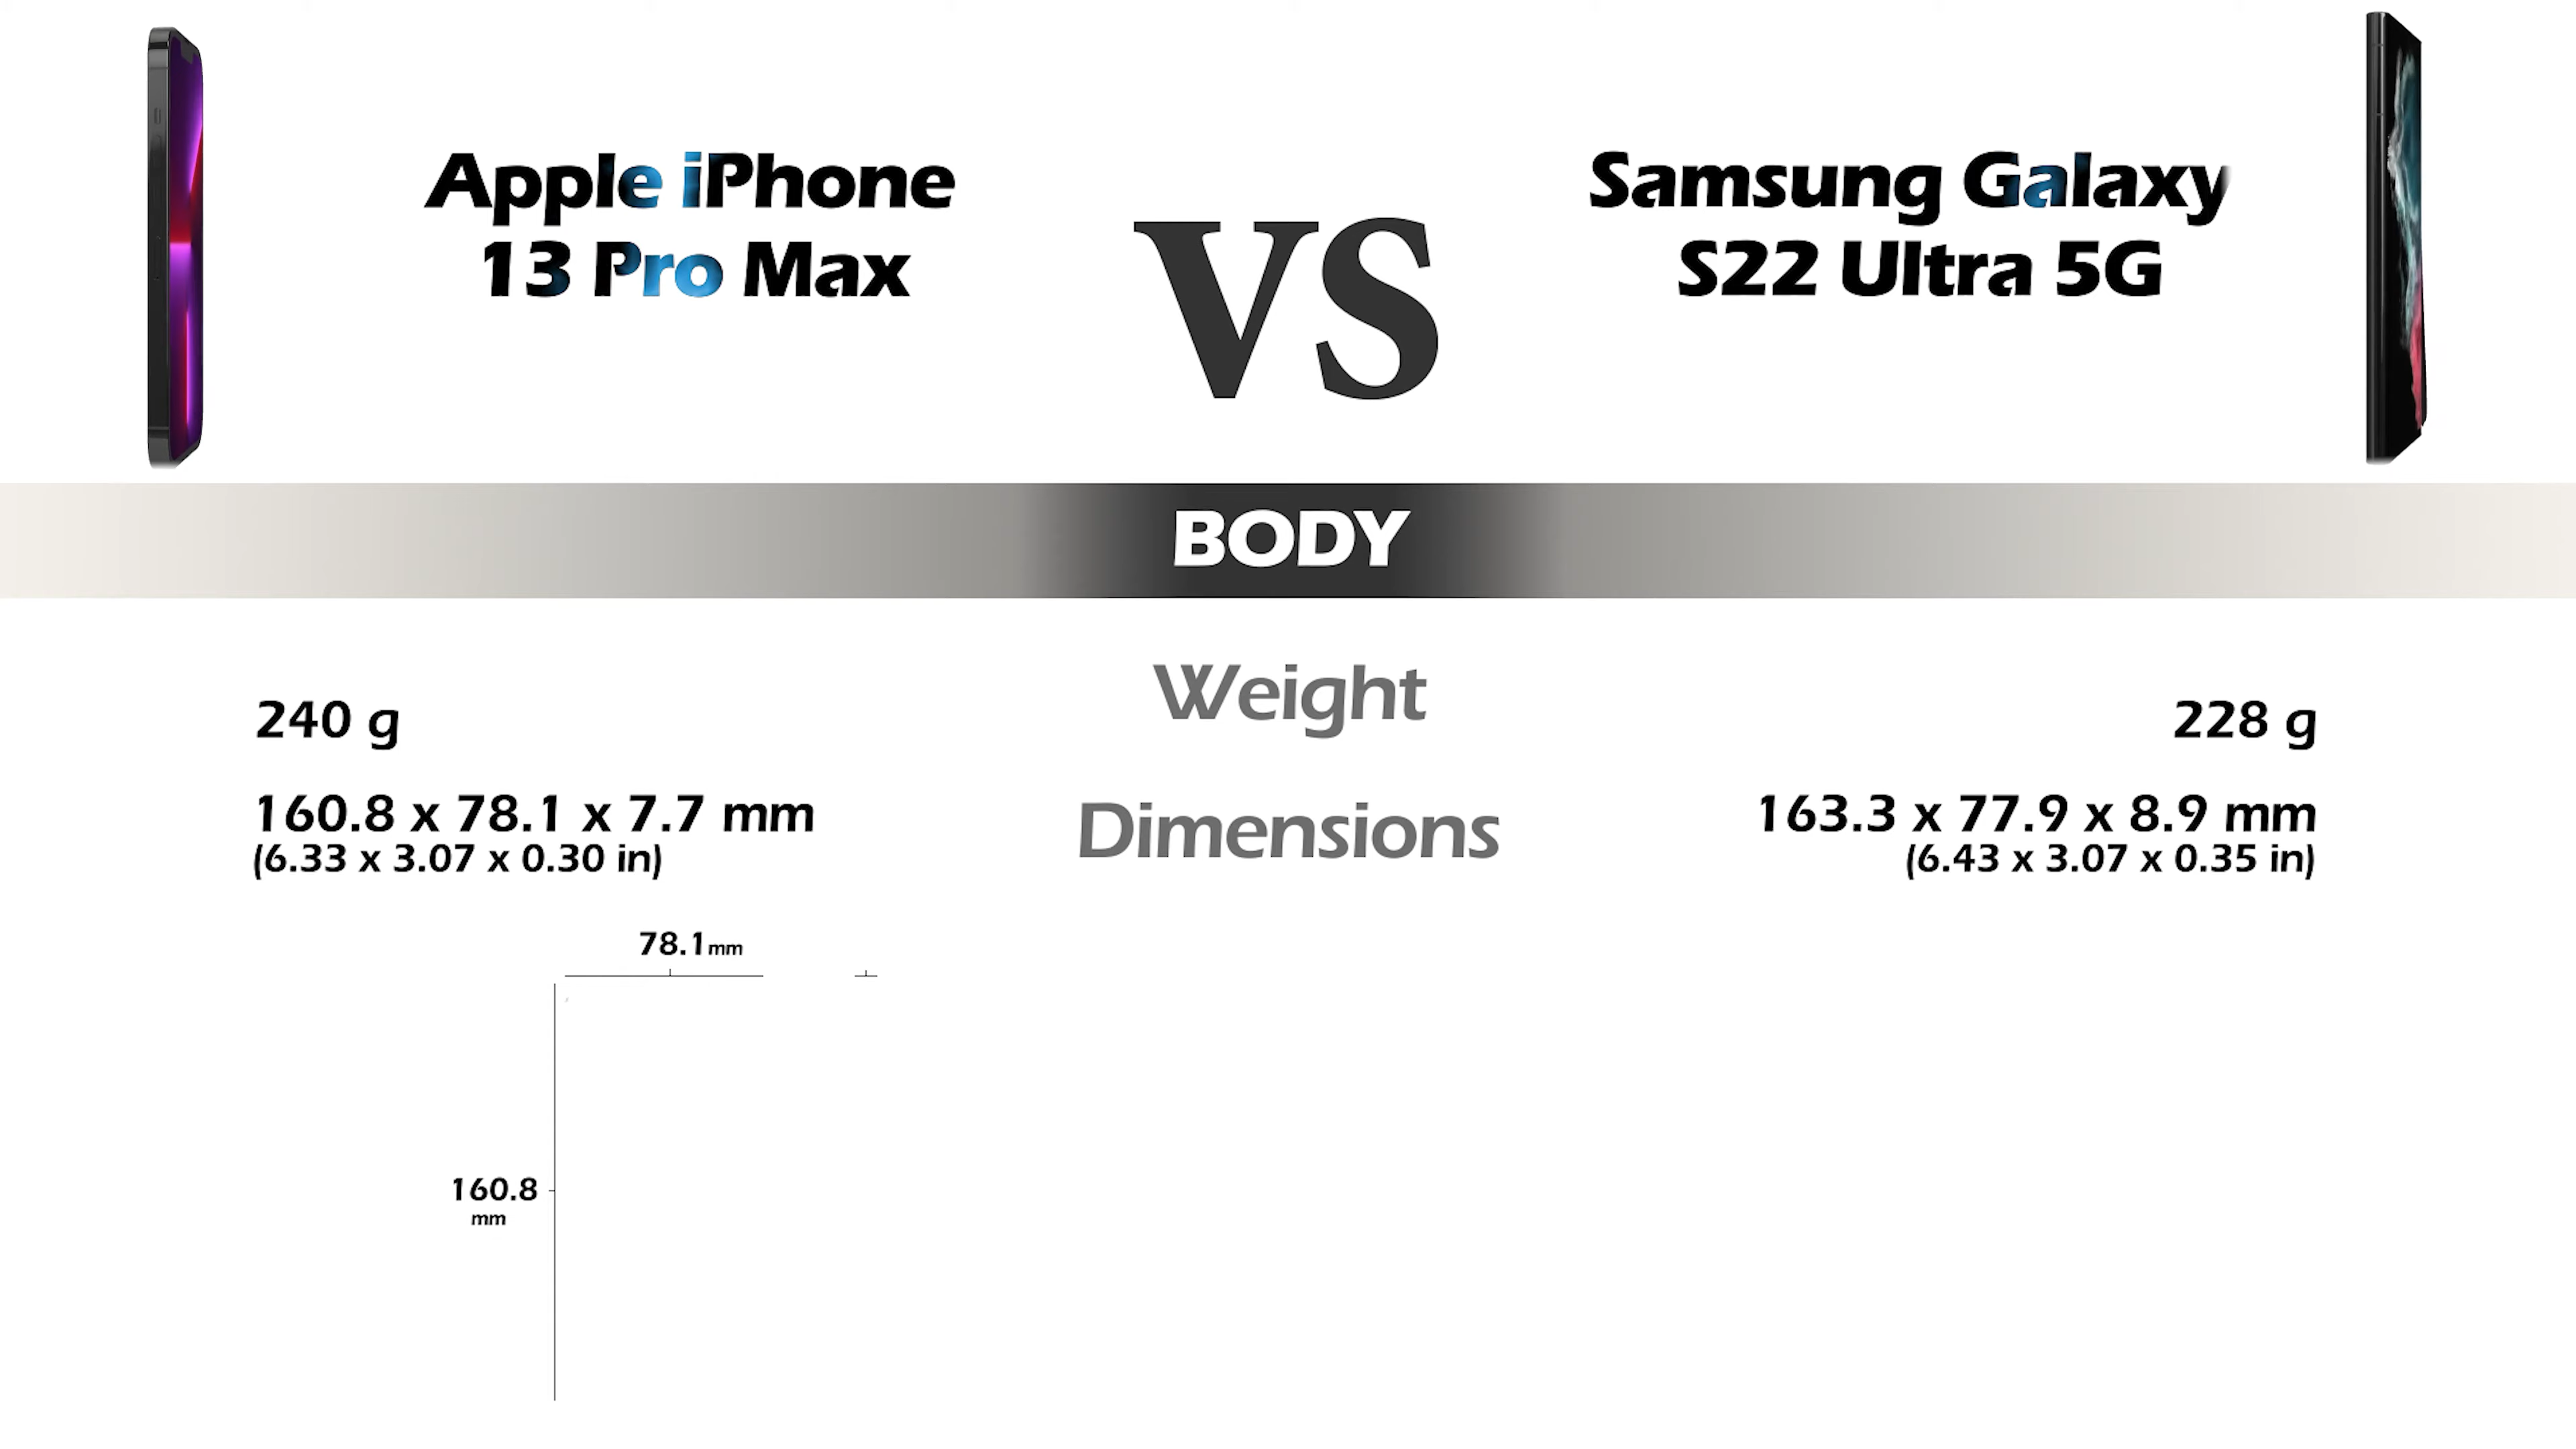 Apple iPhone
13 Pro Max
VS
Samsung Galaxy
S22 Ultra 5G
BODY
Weight
240 g
228 g
Dimensions
160.8 x 78.1 x 7.7 mm
(6.33 x 3.07 x 0.30 in)
163.3 x 77.9 x 8.9 mm
(6.43 x 3.07 x 0.35 in)
78.1 mm
160.8
mm